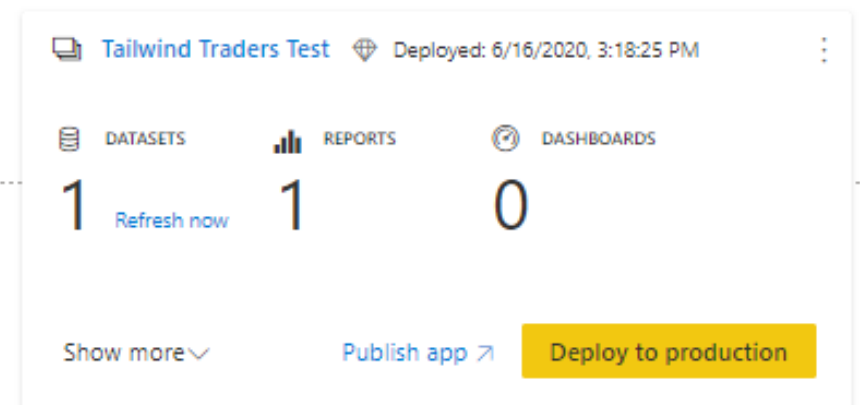 Tailwind Traders Test Deployed: 6/16/2020, 3:18:25 PM
DATASETS REPORTS DASHBOARDS
1 Refresh now 1 0
Show more Publish app Deploy to production